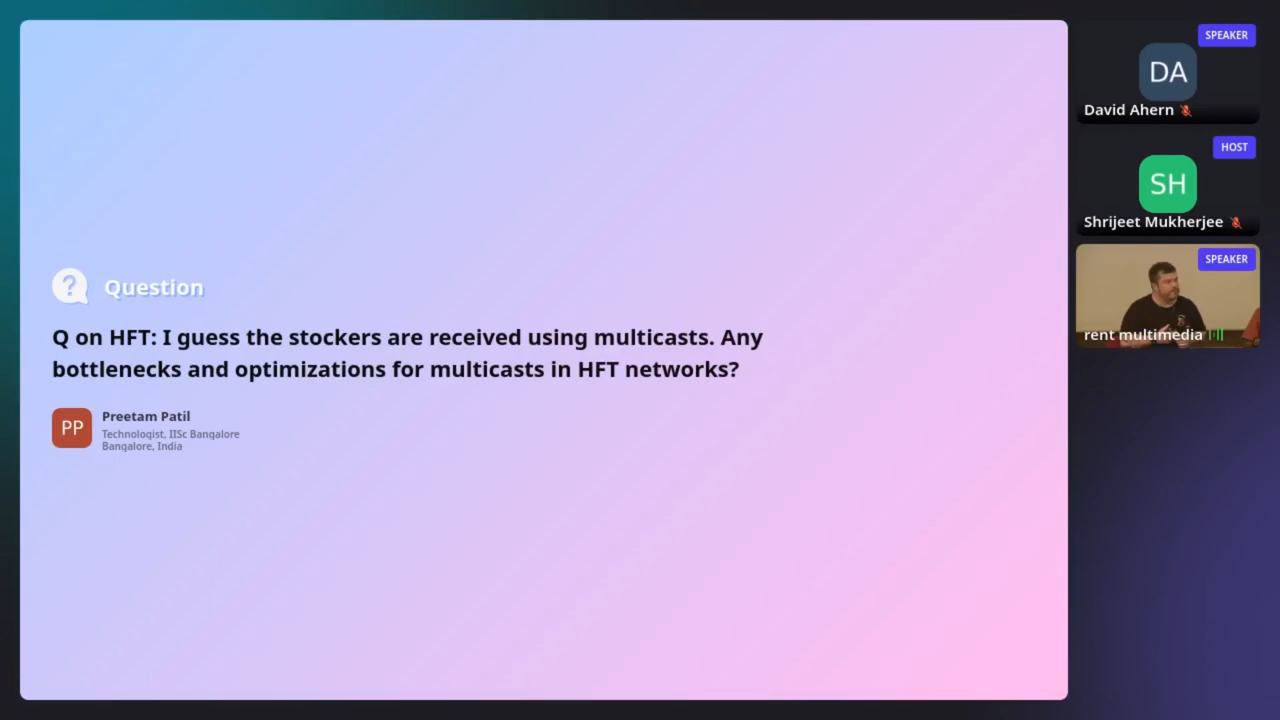 Question
Q on HFT: I guess the stockers are received using multicasts. Any
bottlenecks and optimizations for multicasts in HFT networks?
PP
Preetam Patil
Technologist, IISc Bangalore
Bangalore, India
SPEAKER
DA
David Ahern
HOST
SH
Shrijeet Mukherjee
SPEAKER
rent multimedia